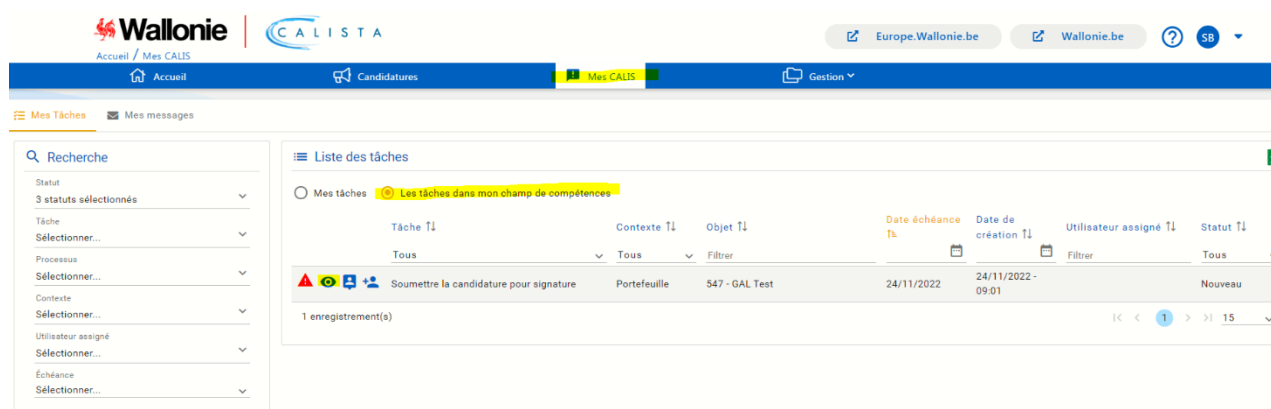 Wallonie
CALISTA
Europe.Wallonie.be
Wallonie.be
?
SB
Accueil / Mes CALIS
Accueil
Candidatures
Mes CALIS
Gestion
Mes Tâches
Mes messages
Recherche
Statut
3 statuts sélectionnés
Tâche
Sélectionner...
Processus
Sélectionner...
Contexte
Sélectionner...
Utilisateur assigné
Sélectionner...
Échéance
Sélectionner...
Liste des tâches
Mes tâches Les tâches dans mon champ de compétences
Tâche Contexte Objet Date échéance Date de création Utilisateur assigné Statut
Tous Tous Filtrer Filtrer Tous
Soumettre la candidature pour signature Portefeuille 547 - GAL Test 24/11/2022 24/11/2022 - 09:01 Nouveau
1 enregistrement(s)
1
15